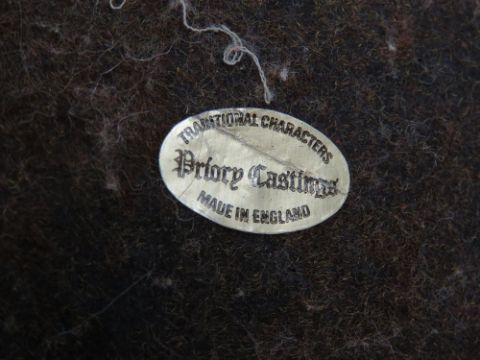 TRADITIONAL CHARACTERS
Priory Castings
MADE IN ENGLAND